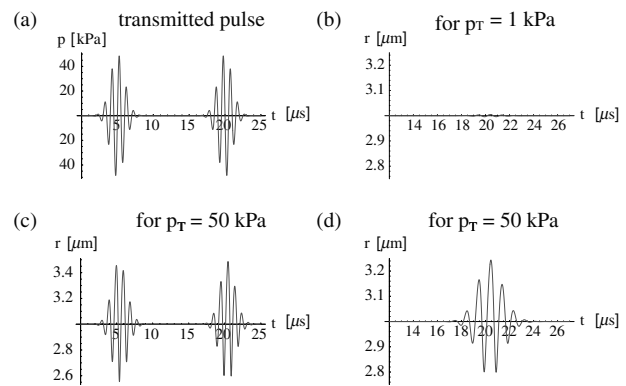 (a) transmitted pulse
p [kPa]
40
20
20
40
5 10 15 20 25 t [μs]
(b) for pT = 1 kPa
r [μm]
3.2
3.1
2.9
2.8
14 16 18 20 22 24 26 t [μs]
(c) for pT = 50 kPa
r [μm]
3.4
3.2
2.8
2.6
5 10 15 20 25 t [μs]
(d) for pT = 50 kPa
r [μm]
3.2
3.1
2.9
2.8
14 16 18 20 22 24 26 t [μs]